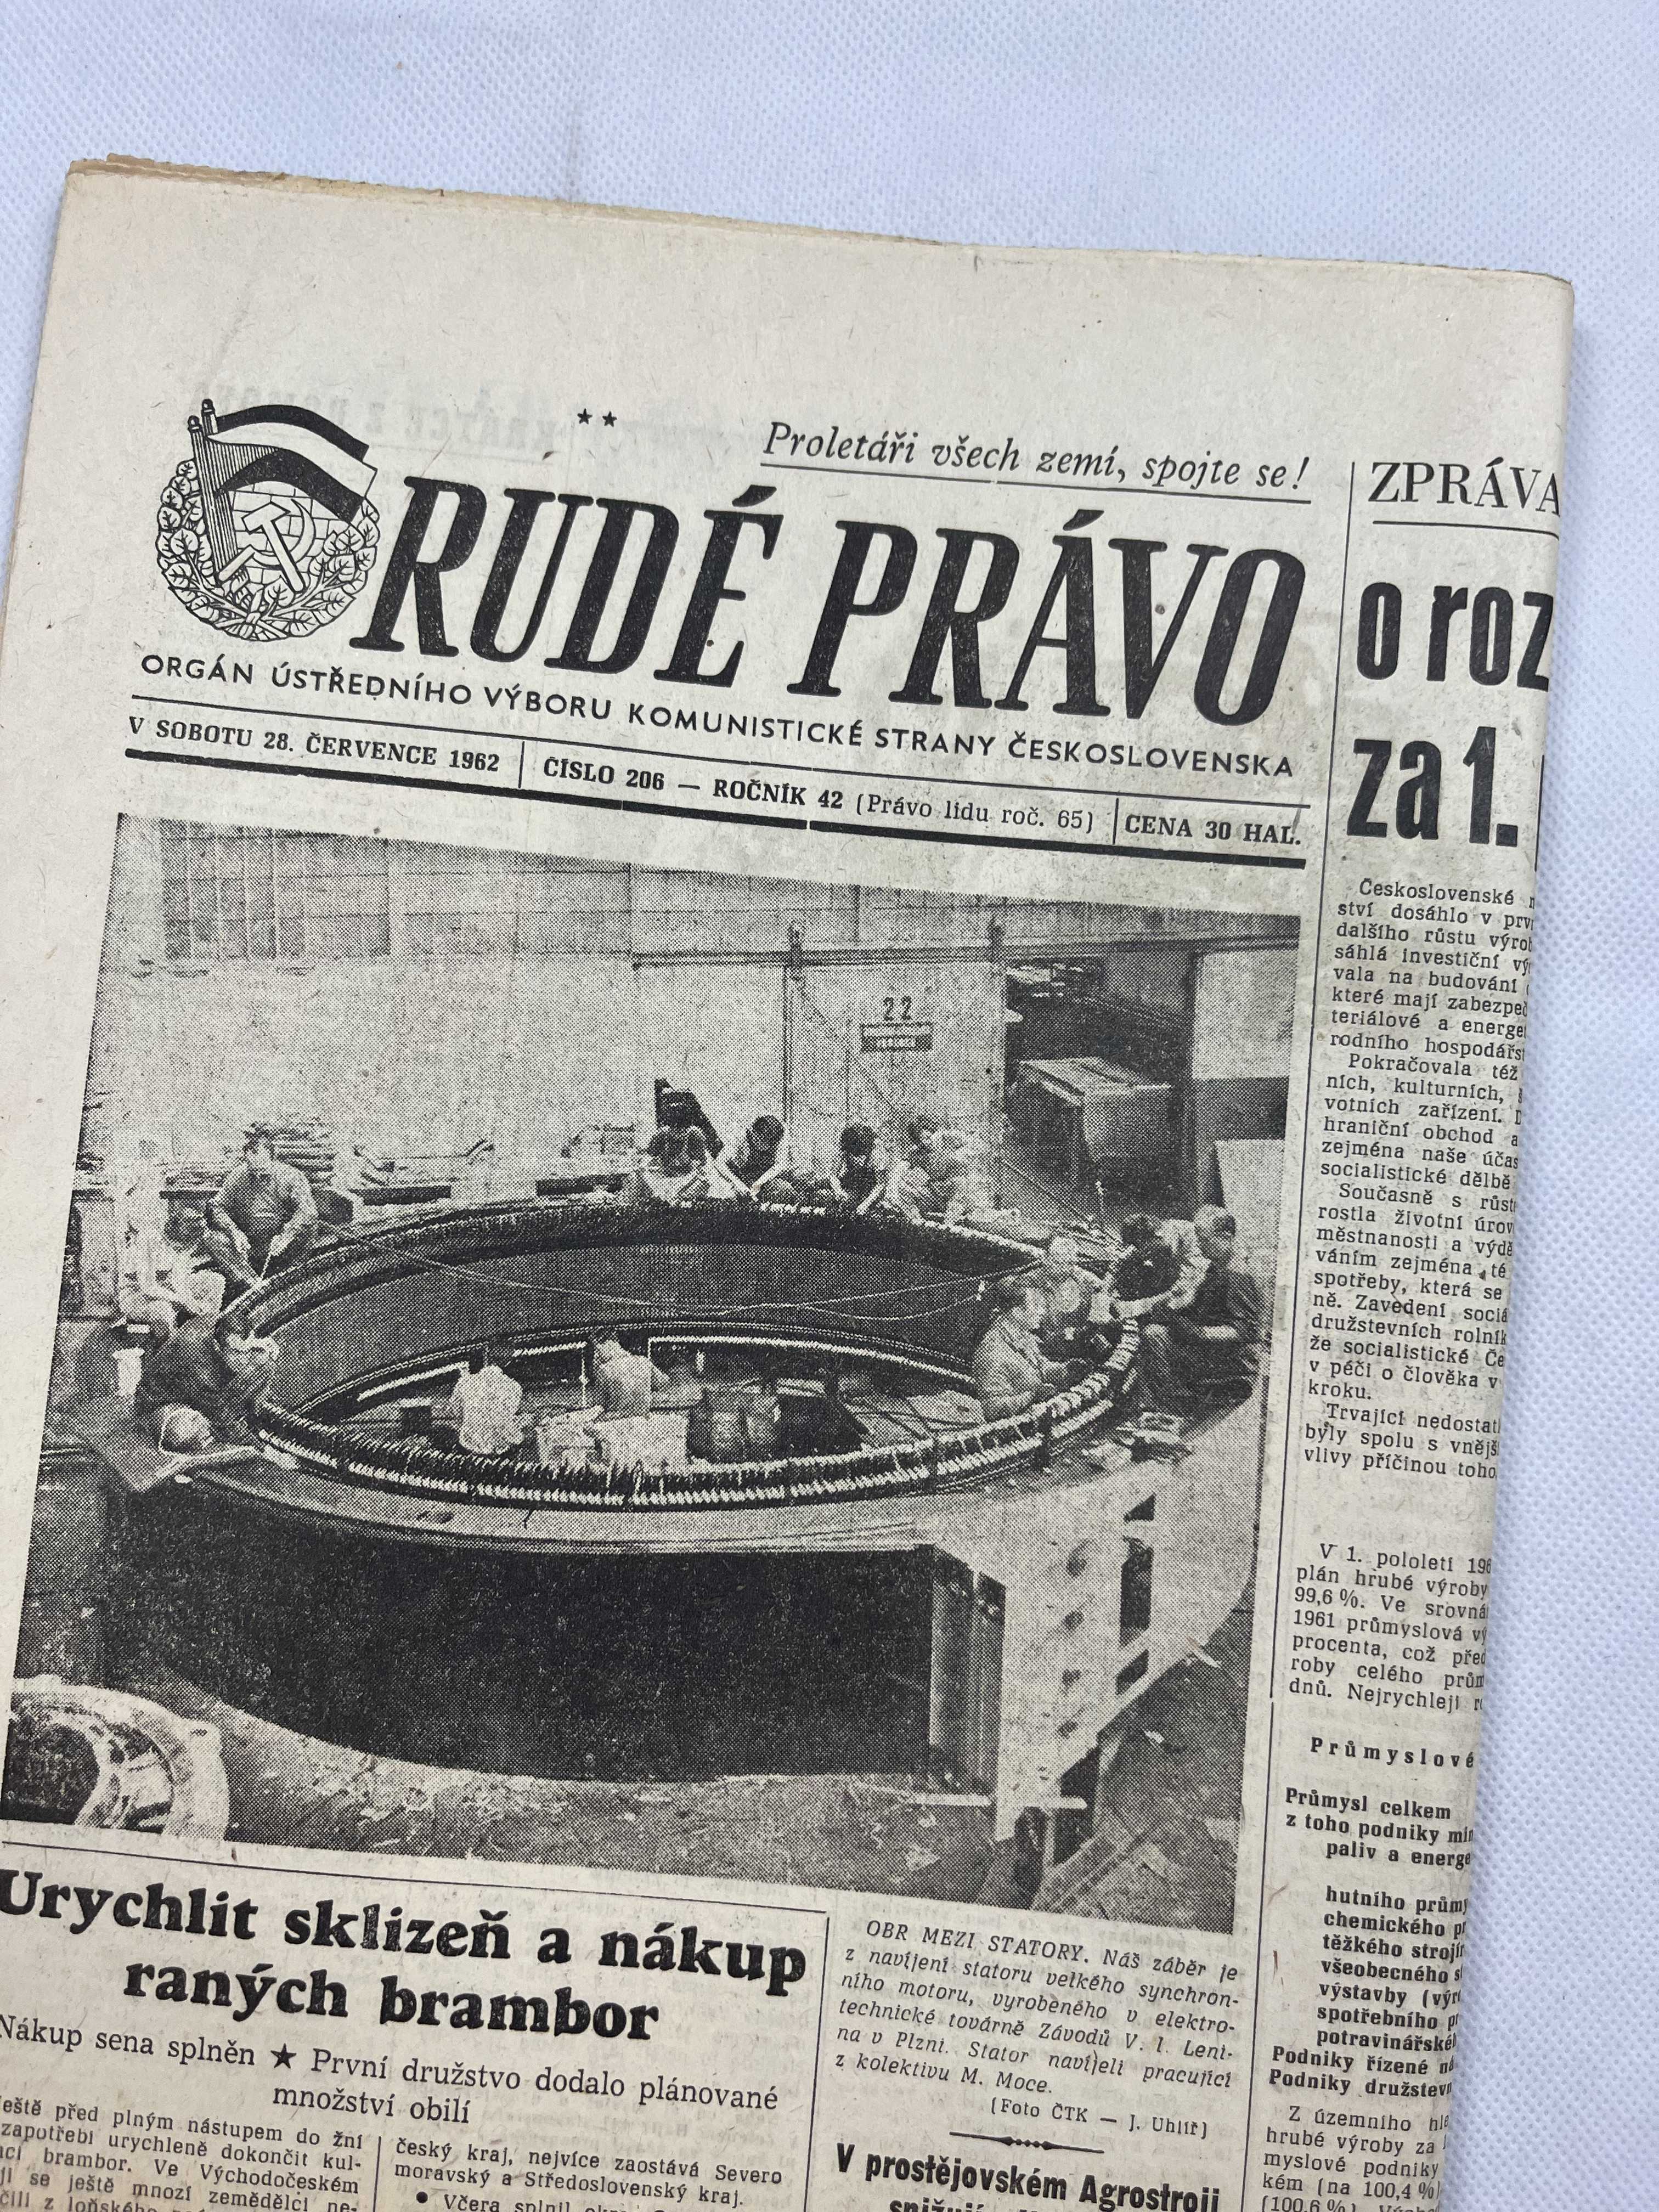 ★★
Proletáři všech zemí, spojte se!
RUDÉ PRÁVO
ORGÁN ÚSTŘEDNÍHO VÝBORU KOMUNISTICKÉ STRANY ČESKOSLOVENSKA
V SOBOTU 28. ČERVENCE 1962
ČÍSLO 206 — ROČNÍK 42 (Právo lidu roč. 65)
CENA 30 HAL.
22
Urychlit sklizeň a nákup
raných brambor
Nákup sena splněn ★ První družstvo dodalo plánované
množství obilí
eště před plným nástupem do žní
zapotřebí urychleně dokončit kul-
brambor. Ve Východočeském
se ještě mnozí zemědělci ne-
z loňského
český kraj, nejvíce zaostává Severo
moravský a Středoslovenský kraj.
● Včera splnil
OBR MEZI STATORY. Náš záběr je
z navíjení statoru velkého synchron-
ního motoru, vyrobeného v elektro-
technické továrně Závodů V. I. Leni-
na v Plzni. Stator navíjeli pracující
z kolektivu M. Moce.
(Foto ČTK — J. Uhlíř)
V prostějovském Agrostroji
ZPRÁVA
o roz
za 1.
Československé
ství dosáhlo v prv
dalšího růstu výrob
sáhlá investiční vý
vala na budování
které mají zabezpeč
teriálové a energe
rodního hospodářs
Pokračovala též
ních, kulturních,
votních zařízení.
hraniční obchod a
zejména naše účas
socialistické dělbě
Současně s růst
rostla životní úrov
městnanosti a výdě
váním zejména té
spotřeby, která se
ně. Zavedení sociá
družstevních rolník
že socialistické Če
v péči o člověka v
kroku.
Trvající nedostat
byly spolu s vnějš
vlivy příčinou toho
V 1. pololetí 196
plán hrubé výroby
99,6 %. Ve srovná
1961 průmyslová vý
procenta, což před
roby celého prům
dnů. Nejrychleji
Průmyslové
Průmysl celkem
z toho podniky min
paliv a energe
hutního průmy
chemického
těžkého strojír
všeobecného
výstavby (výr
spotřebního
potravinářské
Podniky řízené
Podniky družstevn
Z územního
hrubé výroby za
myslové podniky
kém (na 100,4 %)
(100,6 %).